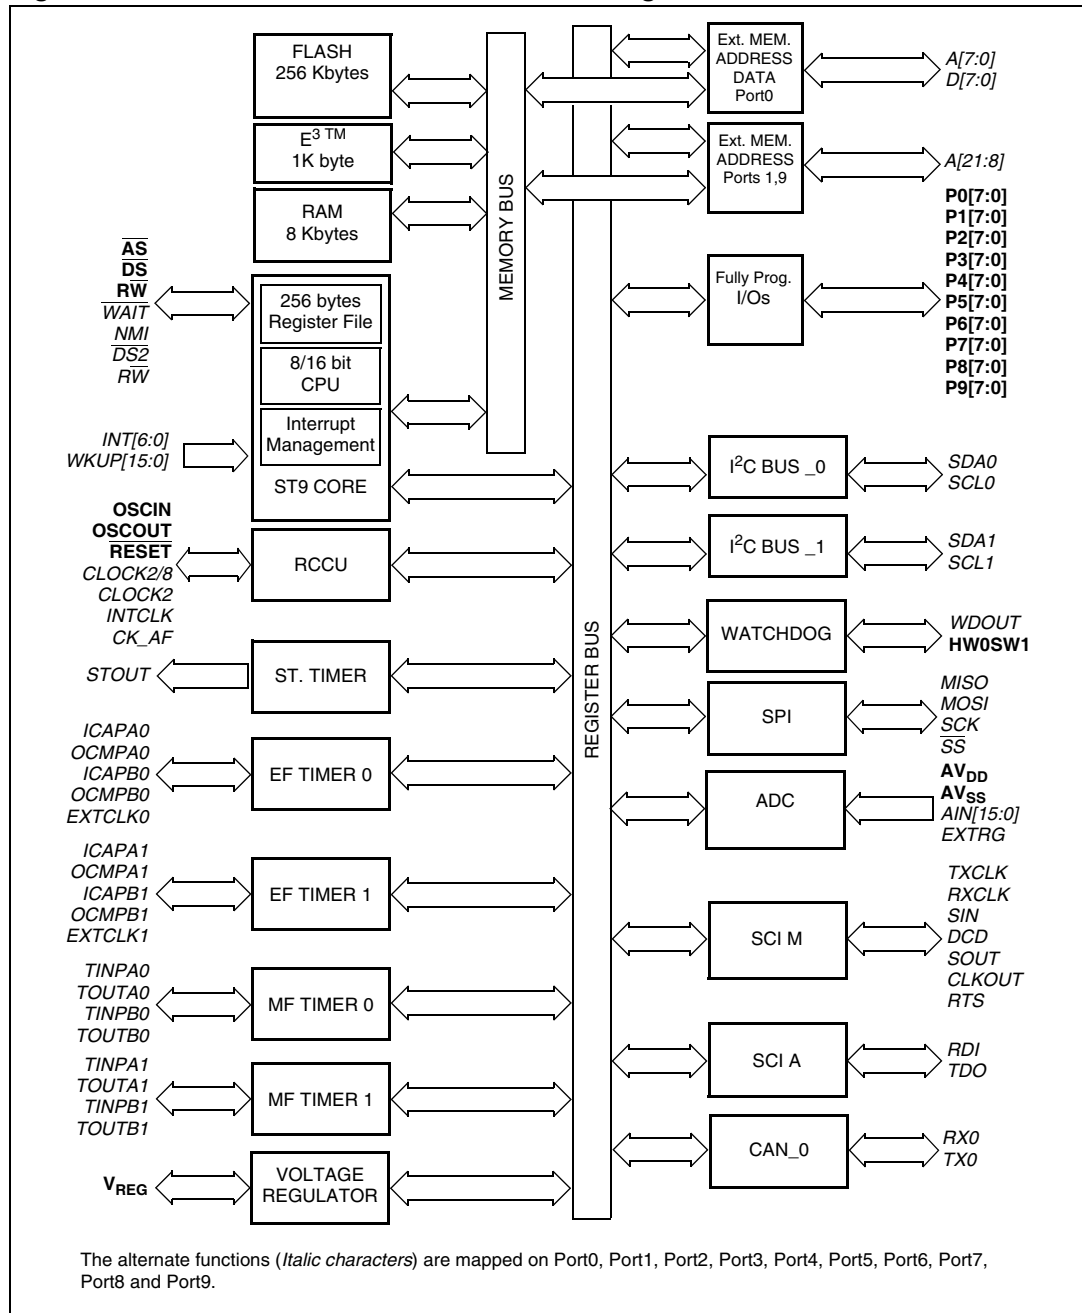 FLASH
256 Kbytes
E3 TM
1K byte
RAM
8 Kbytes
AS
DS
RW
WAIT
NMI
DS2
RW
256 bytes
Register File
8/16 bit
CPU
Interrupt
Management
ST9 CORE
INT[6:0]
WKUP[15:0]
OSCIN
OSCOUT
RESET
CLOCK2/8
CLOCK2
INTCLK
CK_AF
RCCU
STOUT
ST. TIMER
ICAPA0
OCMPA0
ICAPB0
OCMPB0
EXTCLK0
EF TIMER 0
ICAPA1
OCMPA1
ICAPB1
OCMPB1
EXTCLK1
EF TIMER 1
TINPA0
TOUTA0
TINPB0
TOUTB0
MF TIMER 0
TINPA1
TOUTA1
TINPB1
TOUTB1
MF TIMER 1
VREG
VOLTAGE
REGULATOR
MEMORY BUS
REGISTER BUS
Ext. MEM.
ADDRESS
DATA
Port0
A[7:0]
D[7:0]
Ext. MEM.
ADDRESS
Ports 1,9
A[21:8]
Fully Prog.
I/Os
P0[7:0]
P1[7:0]
P2[7:0]
P3[7:0]
P4[7:0]
P5[7:0]
P6[7:0]
P7[7:0]
P8[7:0]
P9[7:0]
I2C BUS _0
SDA0
SCL0
I2C BUS _1
SDA1
SCL1
WATCHDOG
WDOUT
HW0SW1
SPI
MISO
MOSI
SCK
SS
ADC
AVDD
AVSS
AIN[15:0]
EXTRG
SCI M
TXCLK
RXCLK
SIN
DCD
SOUT
CLKOUT
RTS
SCI A
RDI
TDO
CAN_0
RX0
TX0
The alternate functions (Italic characters) are mapped on Port0, Port1, Port2, Port3, Port4, Port5, Port6, Port7,
Port8 and Port9.